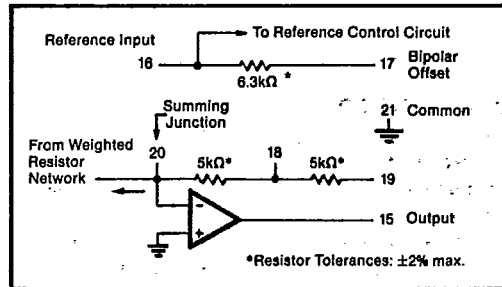 To Reference Control Circuit
Reference Input
16
17
Bipolar
Offset
6.3kΩ *
21 Common
Summing
Junction
From Weighted
Resistor
Network
20
5kΩ*
18
5kΩ*
19
−
+
15 Output
*Resistor Tolerances: ±2% max.